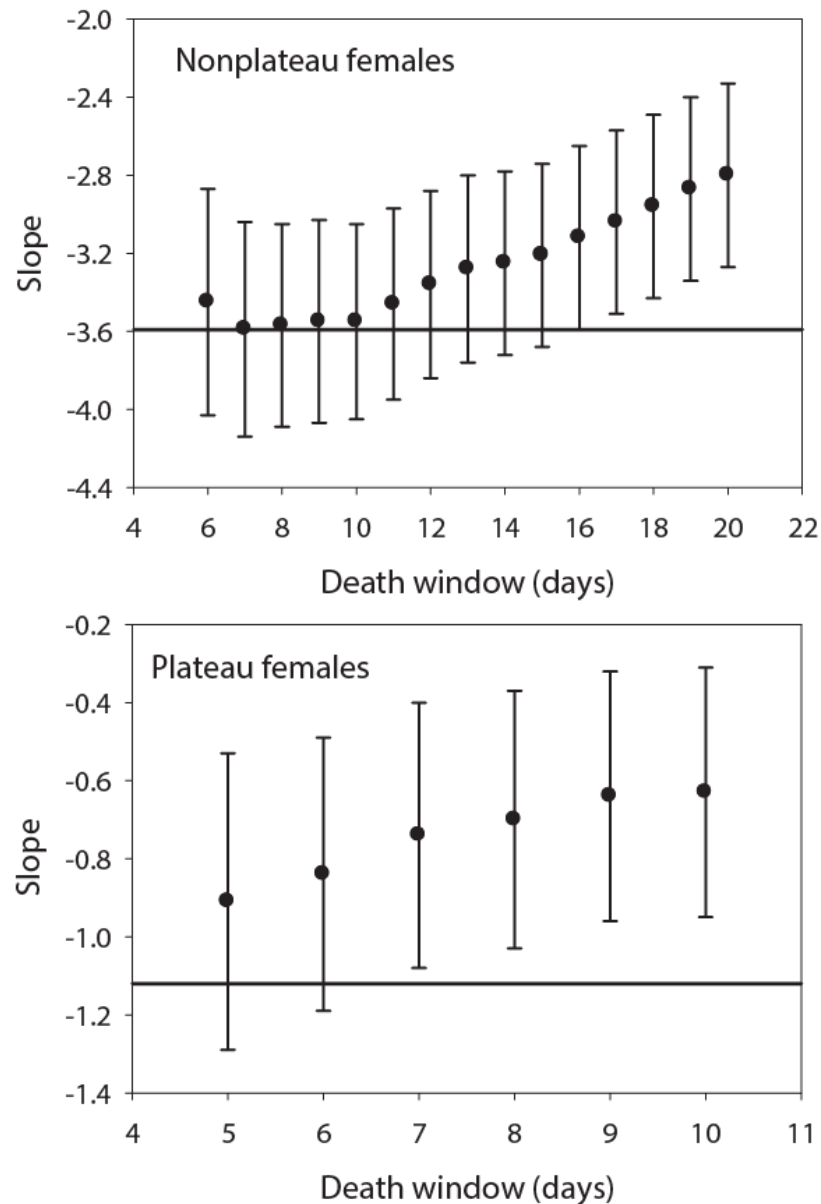 Nonplateau females
-2.0
-2.4
-2.8
-3.2
-3.6
-4.0
-4.4
Slope
4 6 8 10 12 14 16 18 20 22
Death window (days)
Plateau females
-0.2
-0.4
-0.6
-0.8
-1.0
-1.2
-1.4
Slope
4 5 6 7 8 9 10 11
Death window (days)